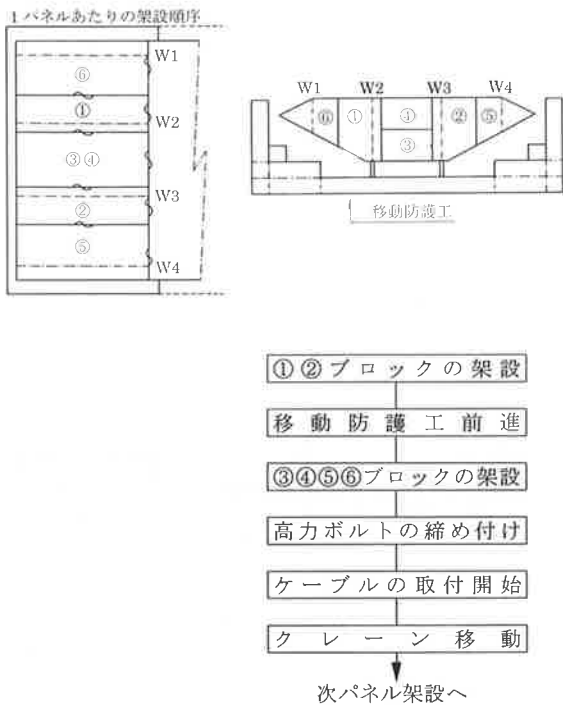 1パネルあたりの架設順序
W1
⑥
①
W2
③④
W3
②
⑤
W4
W1 W2 W3 W4
⑥ ① ④ ② ⑤
③
移動防護工
①②ブロックの架設
移動防護工前進
③④⑤⑥ブロックの架設
高力ボルトの締め付け
ケーブルの取付開始
クレーン移動
次パネル架設へ